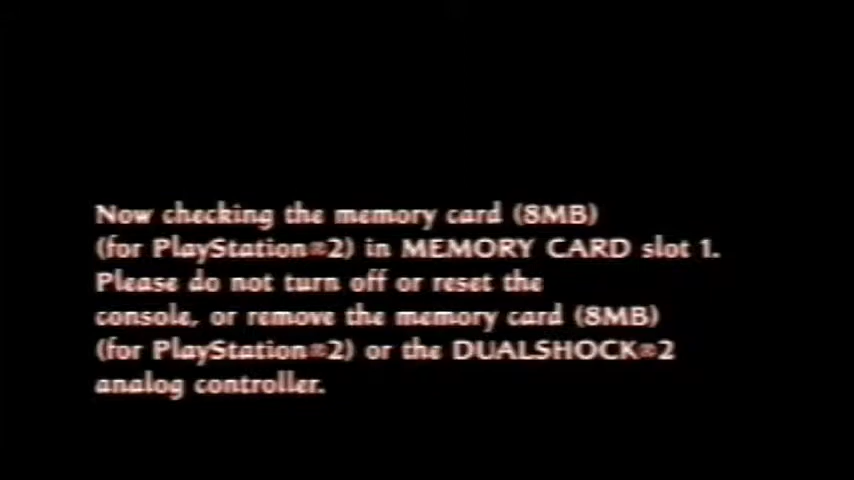 Now checking the memory card (8MB)
(for PlayStation®2) in MEMORY CARD slot 1.
Please do not turn off or reset the
console, or remove the memory card (8MB)
(for PlayStation®2) or the DUALSHOCK®2
analog controller.